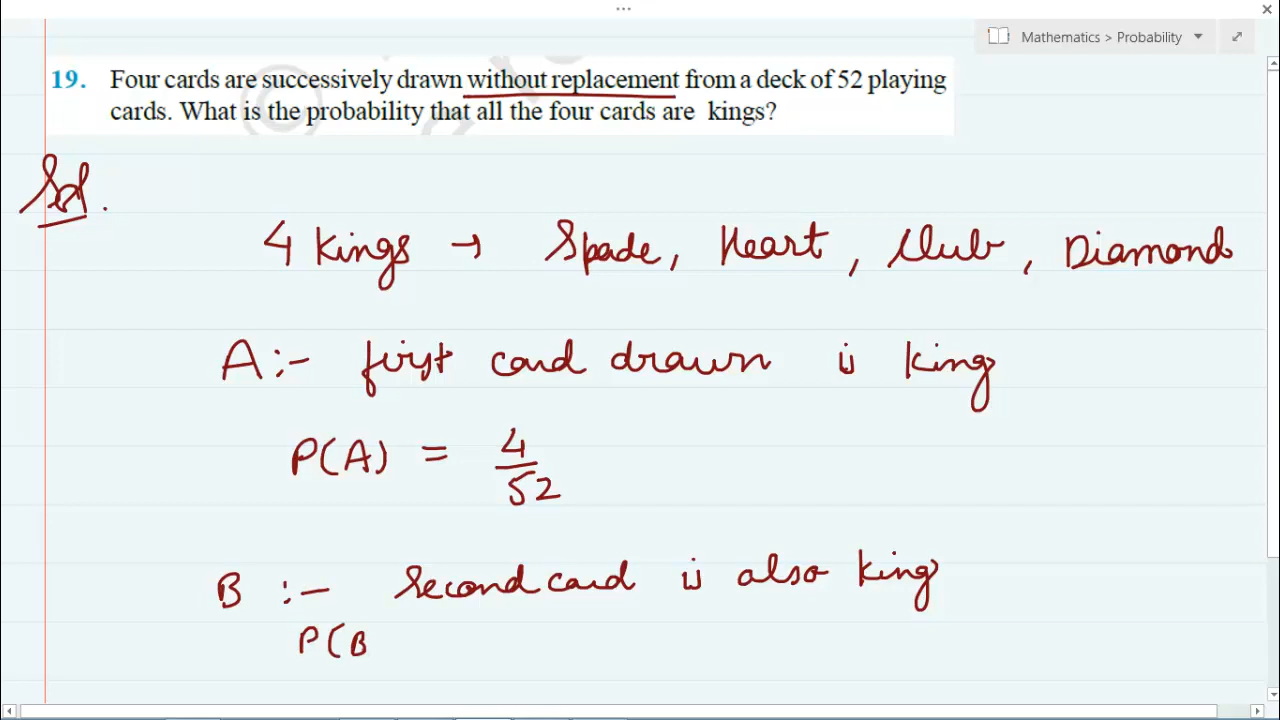 Mathematics > Probability
19. Four cards are successively drawn without replacement from a deck of 52 playing
cards. What is the probability that all the four cards are kings?
Sol.
4 Kings → Spade, Heart, Club, Diamond
A :- first card drawn is king
P(A) = 4/52
B :- Second card is also king
P(B